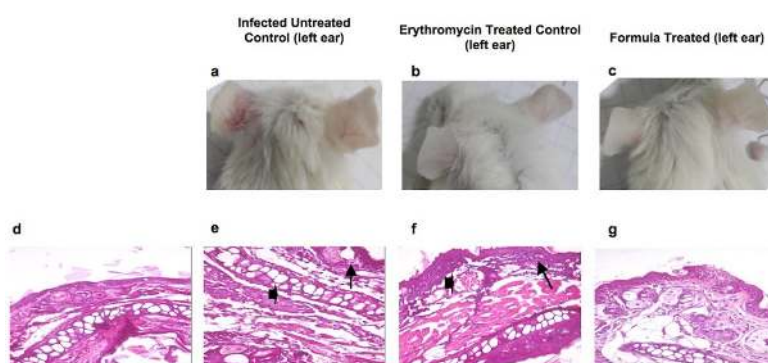 Infected Untreated
Control (left ear)
Erythromycin Treated Control
(left ear)
Formula Treated (left ear)
a
b
c
d
e
f
g